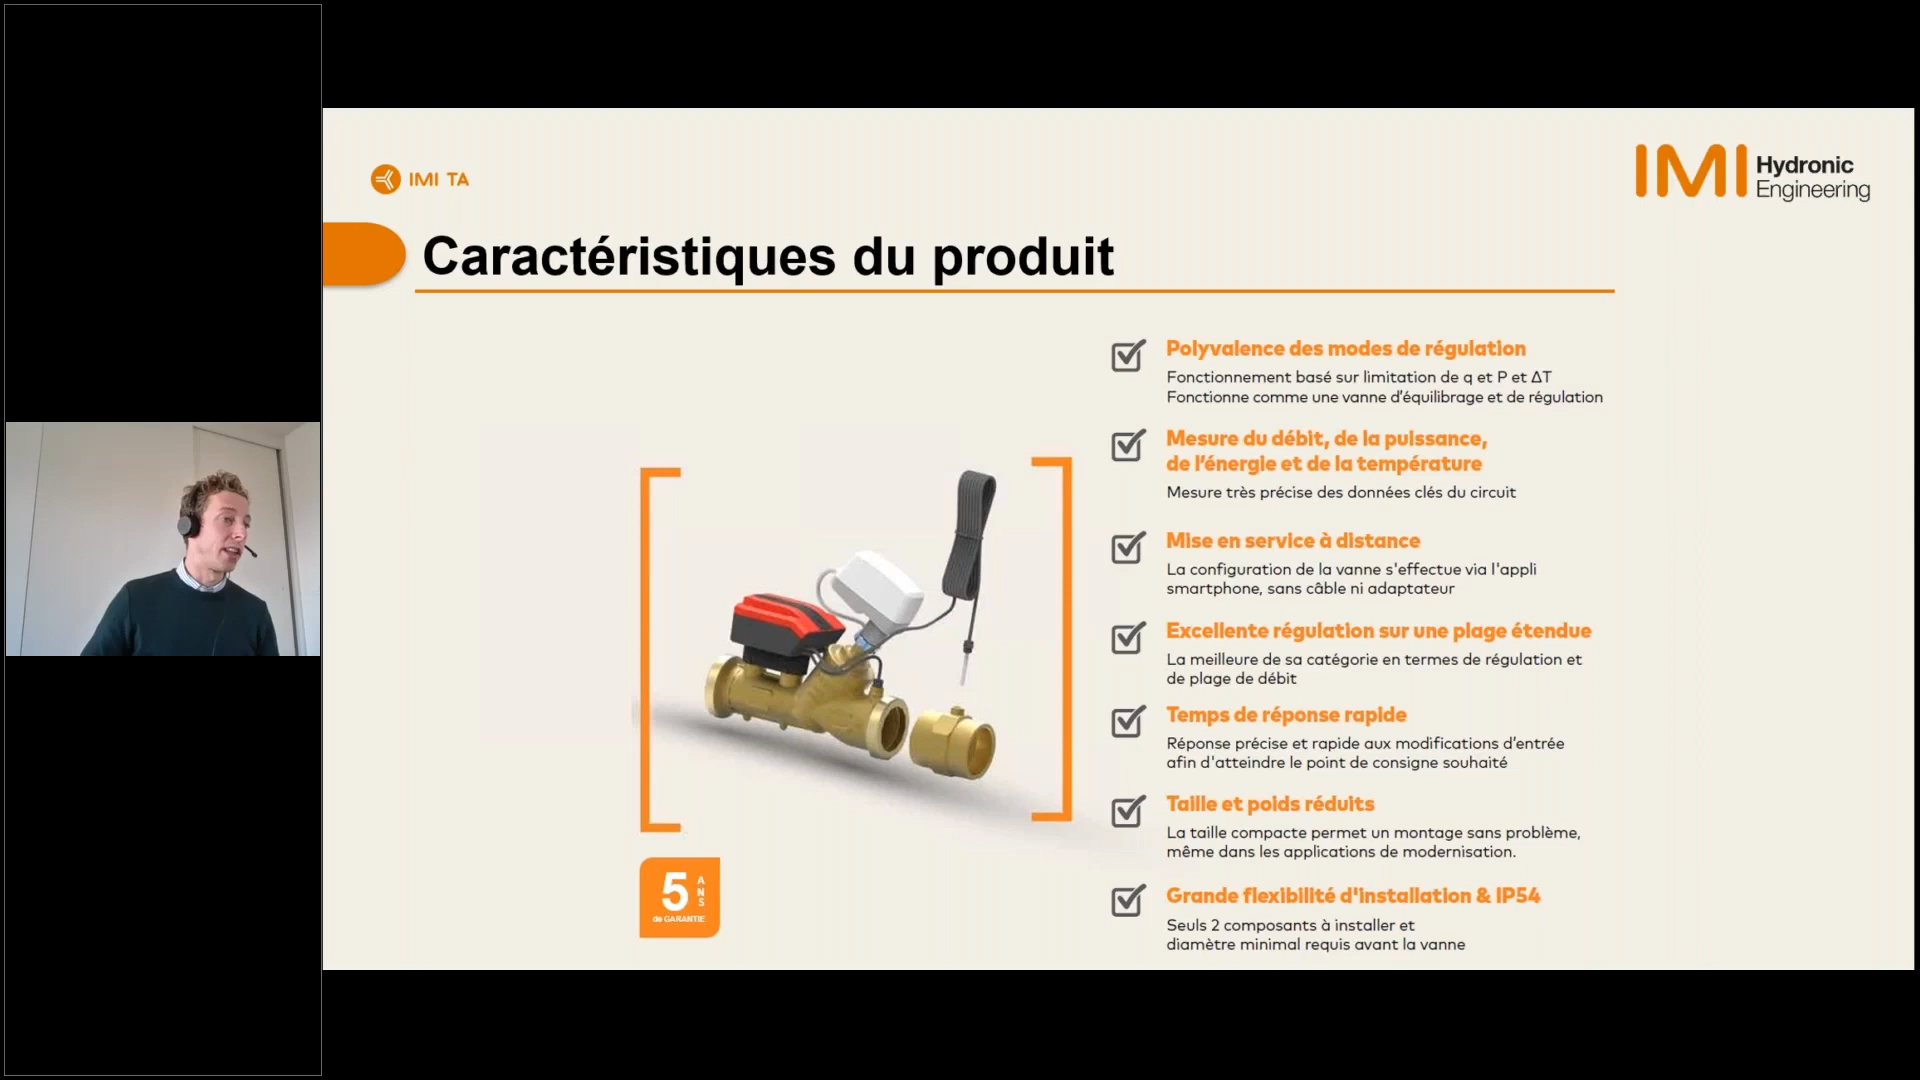 IMI TA
IMI Hydronic
Engineering
Caractéristiques du produit
Polyvalence des modes de régulation
Fonctionnement basé sur limitation de q et P et ΔT
Fonctionne comme une vanne d'équilibrage et de régulation
Mesure du débit, de la puissance,
de l'énergie et de la température
Mesure très précise des données clés du circuit
Mise en service à distance
La configuration de la vanne s'effectue via l'appli
smartphone, sans câble ni adaptateur
Excellente régulation sur une plage étendue
La meilleure de sa catégorie en termes de régulation et
de plage de débit
Temps de réponse rapide
Réponse précise et rapide aux modifications d'entrée
afin d'atteindre le point de consigne souhaité
Taille et poids réduits
La taille compacte permet un montage sans problème,
même dans les applications de modernisation.
Grande flexibilité d'installation & IP54
Seuls 2 composants à installer et
diamètre minimal requis avant la vanne
5 ANS
de GARANTIE